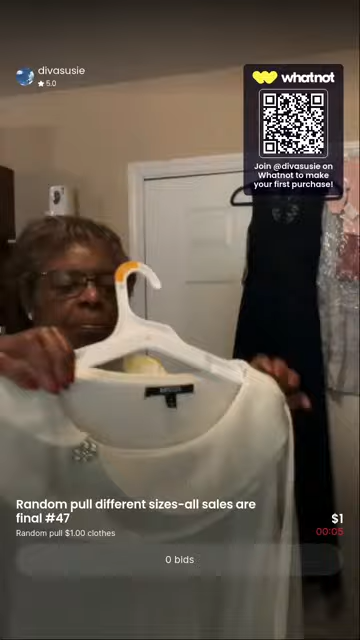 divasusie
★ 5.0
whatnot
Join @divasusie on
Whatnot to make
your first purchase!
Random pull different sizes-all sales are
final #47
Random pull $1.00 clothes
$1
00:05
0 bids